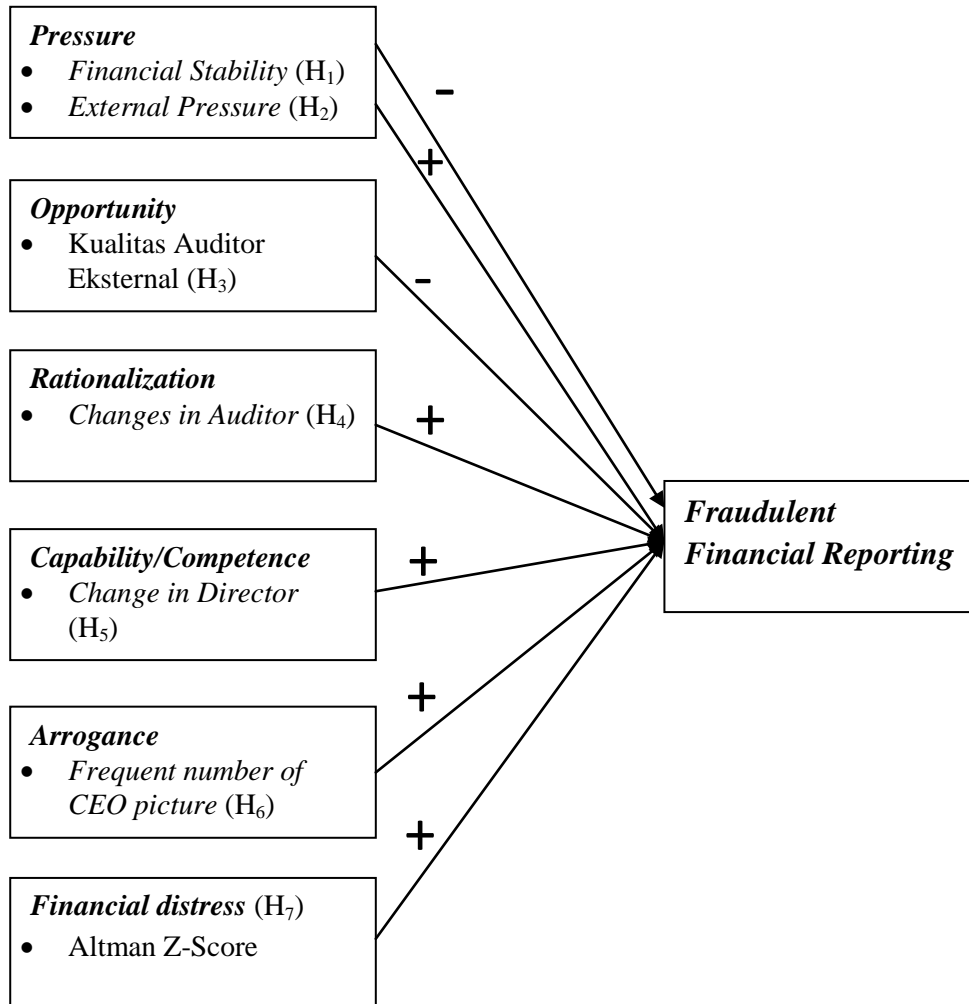 Pressure
• Financial Stability (H₁)
• External Pressure (H₂)
-
+
Opportunity
• Kualitas Auditor
Eksternal (H₃)
-
Rationalization
• Changes in Auditor (H₄)
+
Capability/Competence
• Change in Director
(H₅)
+
Arrogance
• Frequent number of
CEO picture (H₆)
+
Financial distress (H₇)
• Altman Z-Score
+
Fraudulent
Financial Reporting